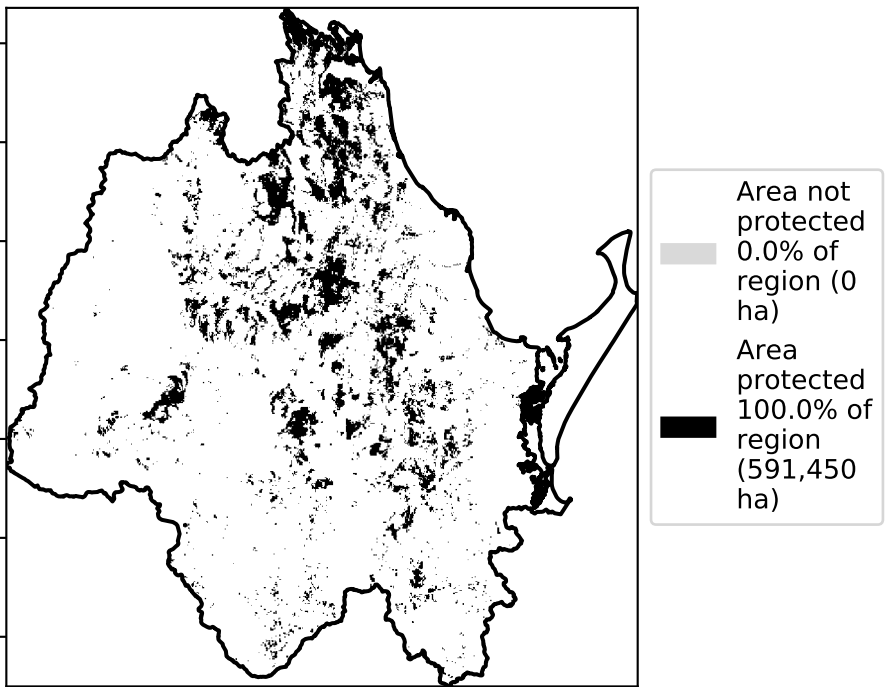 Area not
protected
0.0% of
region (0
ha)
Area
protected
100.0% of
region
(591,450
ha)